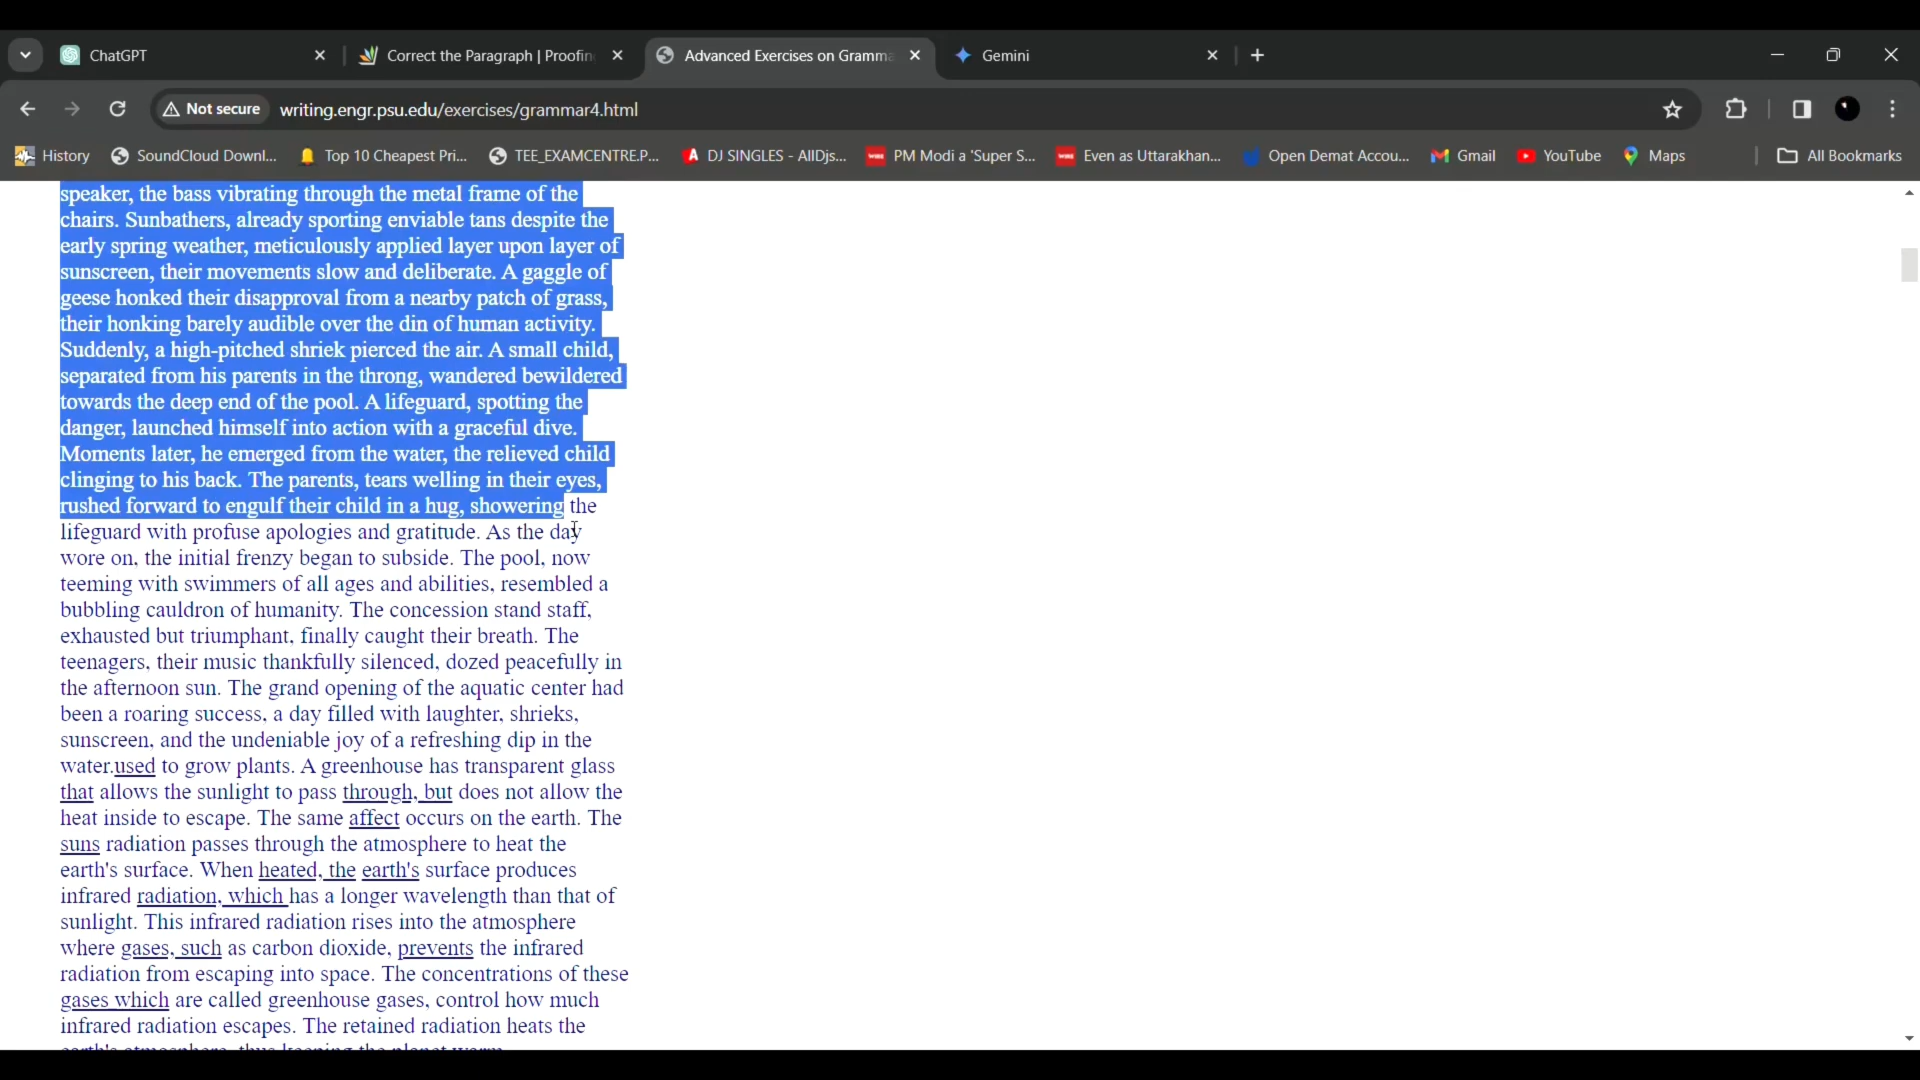 ChatGPT
Correct the Paragraph | Proofin
Advanced Exercises on Gramma
Gemini
Not secure
writing.engr.psu.edu/exercises/grammar4.html
History
SoundCloud Downl...
Top 10 Cheapest Pri...
TEE_EXAMCENTRE.P...
DJ SINGLES - AllDjs...
PM Modi a 'Super S...
Even as Uttarakhan...
Open Demat Accou...
Gmail
YouTube
Maps
All Bookmarks
speaker, the bass vibrating through the metal frame of the
chairs. Sunbathers, already sporting enviable tans despite the
early spring weather, meticulously applied layer upon layer of
sunscreen, their movements slow and deliberate. A gaggle of
geese honked their disapproval from a nearby patch of grass,
their honking barely audible over the din of human activity.
Suddenly, a high-pitched shriek pierced the air. A small child,
separated from his parents in the throng, wandered bewildered
towards the deep end of the pool. A lifeguard, spotting the
danger, launched himself into action with a graceful dive.
Moments later, he emerged from the water, the relieved child
clinging to his back. The parents, tears welling in their eyes,
rushed forward to engulf their child in a hug, showering the
lifeguard with profuse apologies and gratitude. As the day
wore on, the initial frenzy began to subside. The pool, now
teeming with swimmers of all ages and abilities, resembled a
bubbling cauldron of humanity. The concession stand staff,
exhausted but triumphant, finally caught their breath. The
teenagers, their music thankfully silenced, dozed peacefully in
the afternoon sun. The grand opening of the aquatic center had
been a roaring success, a day filled with laughter, shrieks,
sunscreen, and the undeniable joy of a refreshing dip in the
water.used to grow plants. A greenhouse has transparent glass
that allows the sunlight to pass through, but does not allow the
heat inside to escape. The same affect occurs on the earth. The
suns radiation passes through the atmosphere to heat the
earth's surface. When heated, the earth's surface produces
infrared radiation, which has a longer wavelength than that of
sunlight. This infrared radiation rises into the atmosphere
where gases, such as carbon dioxide, prevents the infrared
radiation from escaping into space. The concentrations of these
gases which are called greenhouse gases, control how much
infrared radiation escapes. The retained radiation heats the
earth's atmosphere, thus keeping the planet warm.